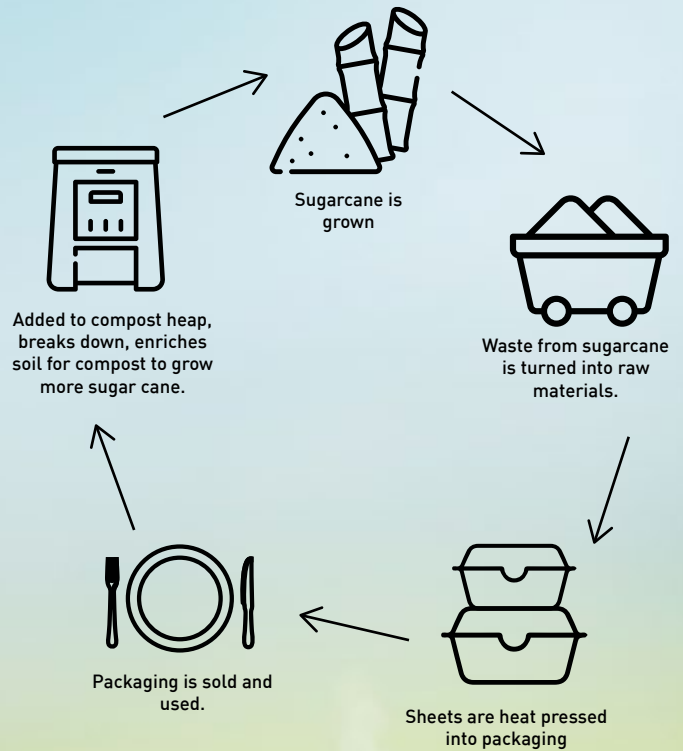 Sugarcane is
grown
Waste from sugarcane
is turned into raw
materials.
Sheets are heat pressed
into packaging
Packaging is sold and
used.
Added to compost heap,
breaks down, enriches
soil for compost to grow
more sugar cane.